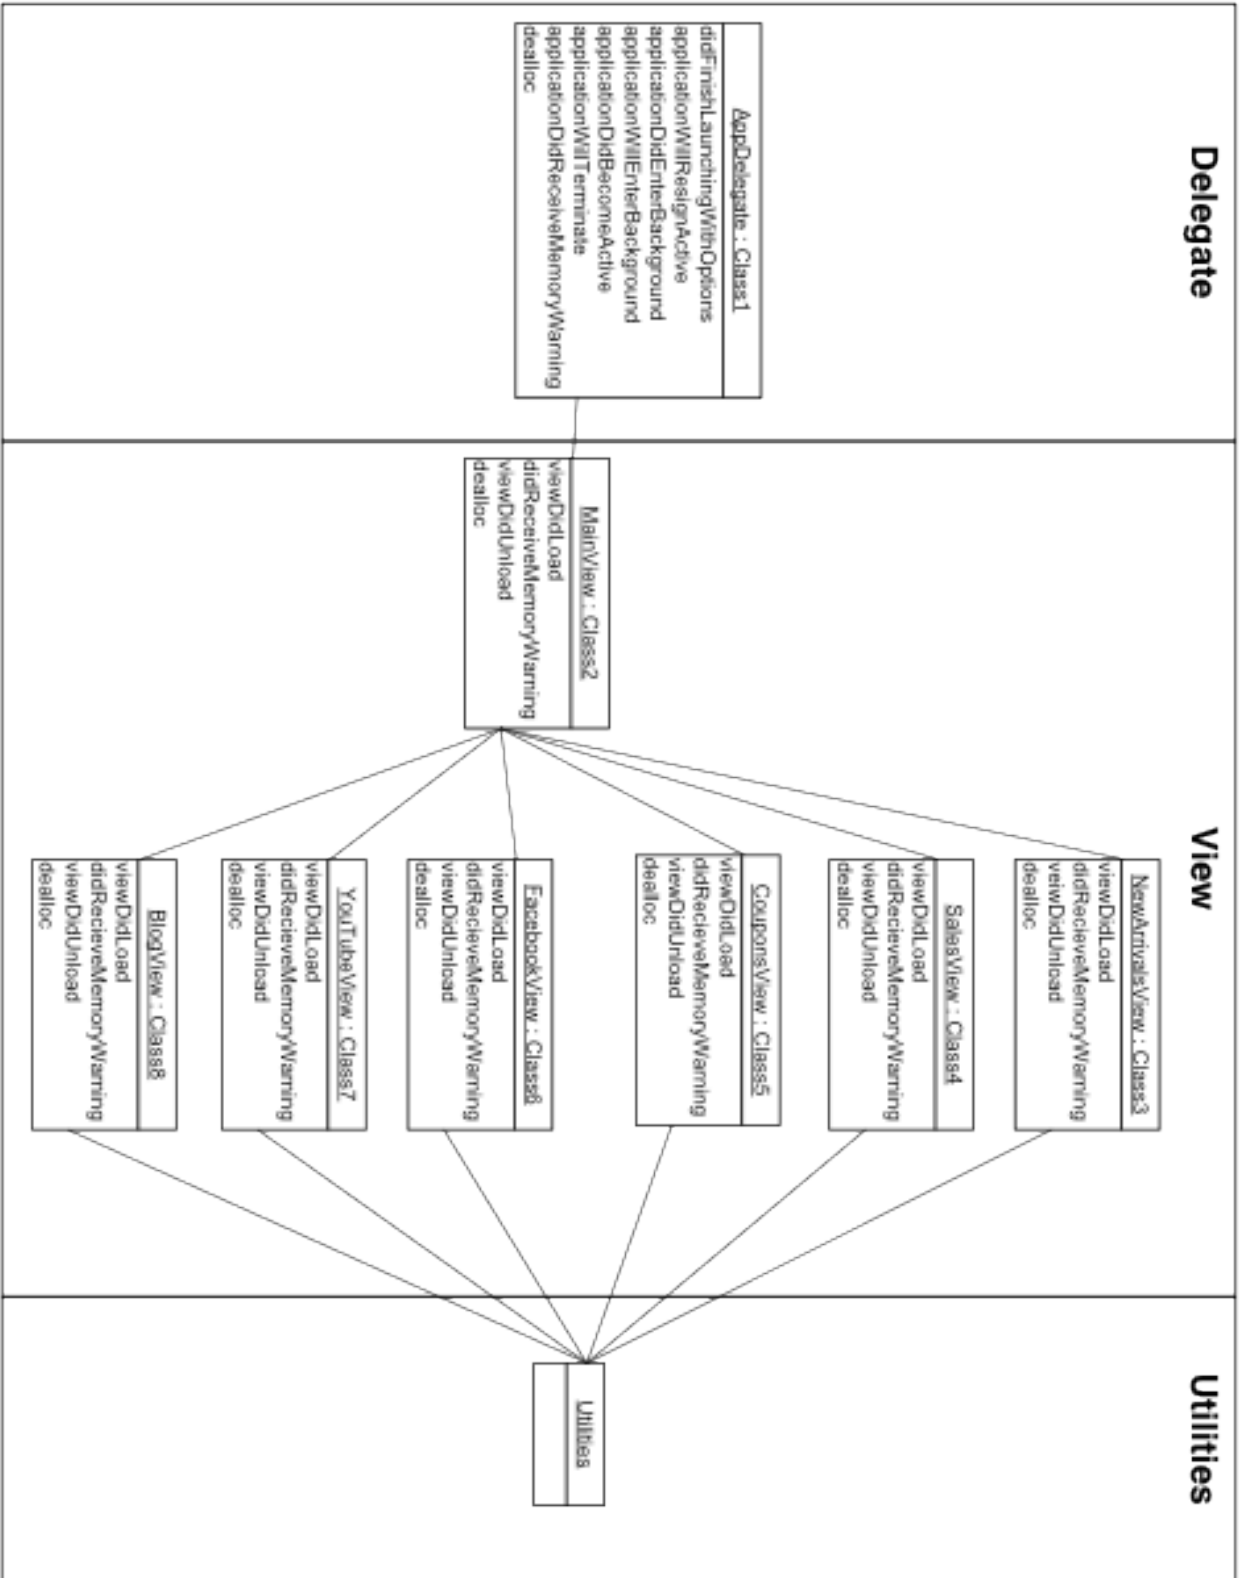 Delegate
View
Utilities
AppDelegate : Class1
didFinishLaunchingWithOptions
applicationWillResignActive
applicationDidEnterBackground
applicationWillEnterBackground
applicationDidBecomeActive
applicationWillTerminate
applicationDidReceiveMemoryWarning
dealloc
MainView : Class2
viewDidLoad
didReceiveMemoryWarning
viewDidUnload
dealloc
NewArrivalsView : Class3
viewDidLoad
didRecieveMemoryWarning
veiwDidUnload
dealloc
SalesView : Class4
viewDidLoad
didRecieveMemoryWarning
viewDidUnload
dealloc
CouponsView : Class5
viewDidLoad
didRecieveMemoryWarning
viewDidUnload
dealloc
FacebookView : Class6
viewDidLoad
didRecieveMemoryWarning
viewDidUnload
dealloc
YouTubeView : Class7
viewDidLoad
didRecieveMemoryWarning
viewDidUnload
dealloc
BlogView : Class8
viewDidLoad
didRecieveMemoryWarning
viewDidUnload
dealloc
Utilities